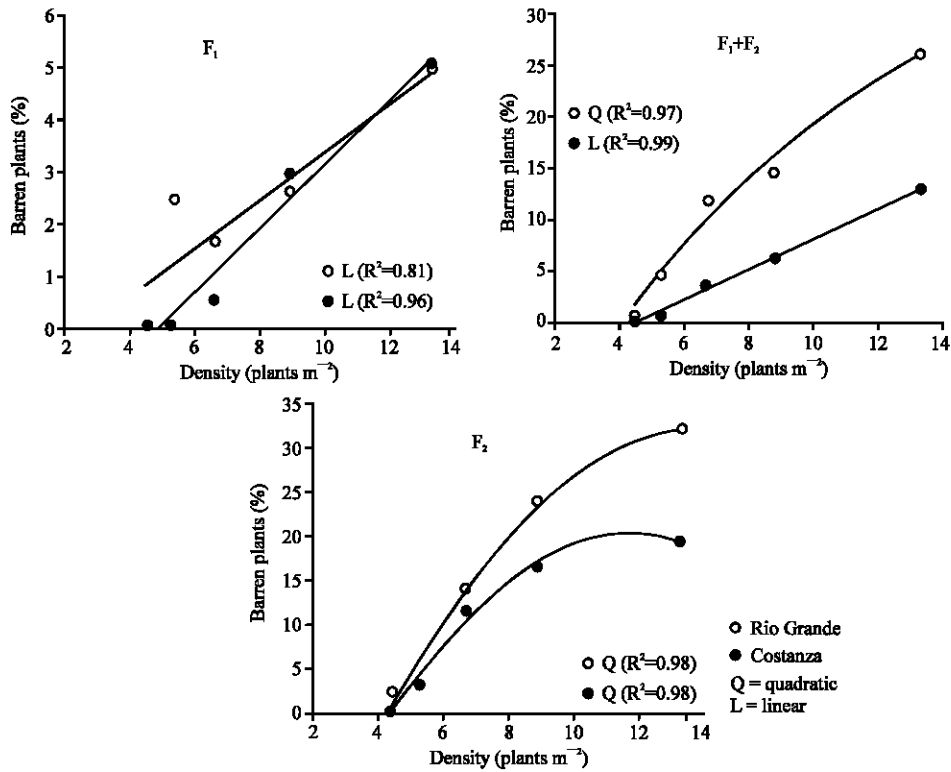 F₁
Barren plants (%)
6
5
4
3
2
1
0
○ L (R²=0.81)
● L (R²=0.96)
2 4 6 8 10 12 14
Density (plants m⁻²)
F₁+F₂
Barren plants (%)
30
25
20
15
10
5
0
○ Q (R²=0.97)
● L (R²=0.99)
2 4 6 8 10 12 14
Density (plants m⁻²)
F₂
Barren plants (%)
35
30
25
20
15
10
5
0
○ Q (R²=0.98)
● Q (R²=0.98)
2 4 6 8 10 12 14
Density (plants m⁻²)
○ Rio Grande
● Costanza
Q = quadratic
L = linear